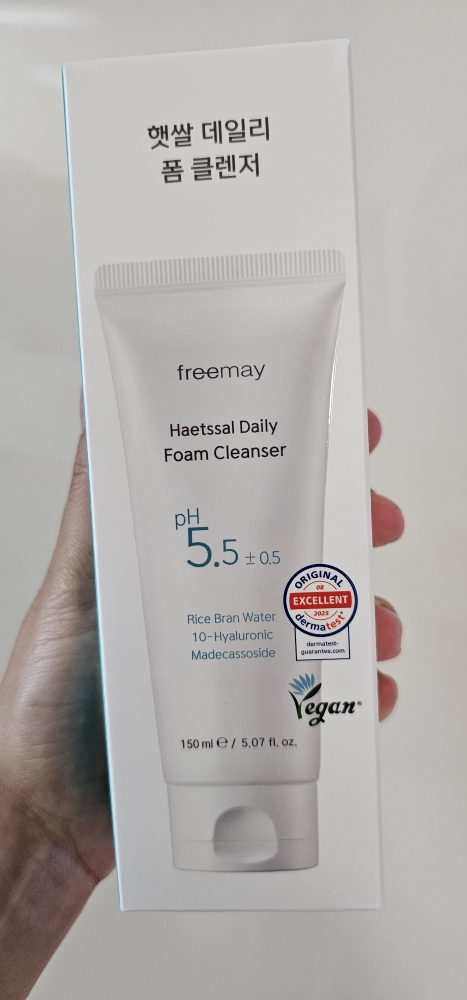 햇쌀 데일리
폼 클렌저
freemay
Haetssal Daily
Foam Cleanser
pH
5.5 ± 0.5
Rice Bran Water
10-Hyaluronic
Madecassoside
ORIGINAL
08
EXCELLENT
2025
dermatest®
dermatest-
guarantee.com
Vegan®
150 ml ℮ / 5.07 fl. oz.